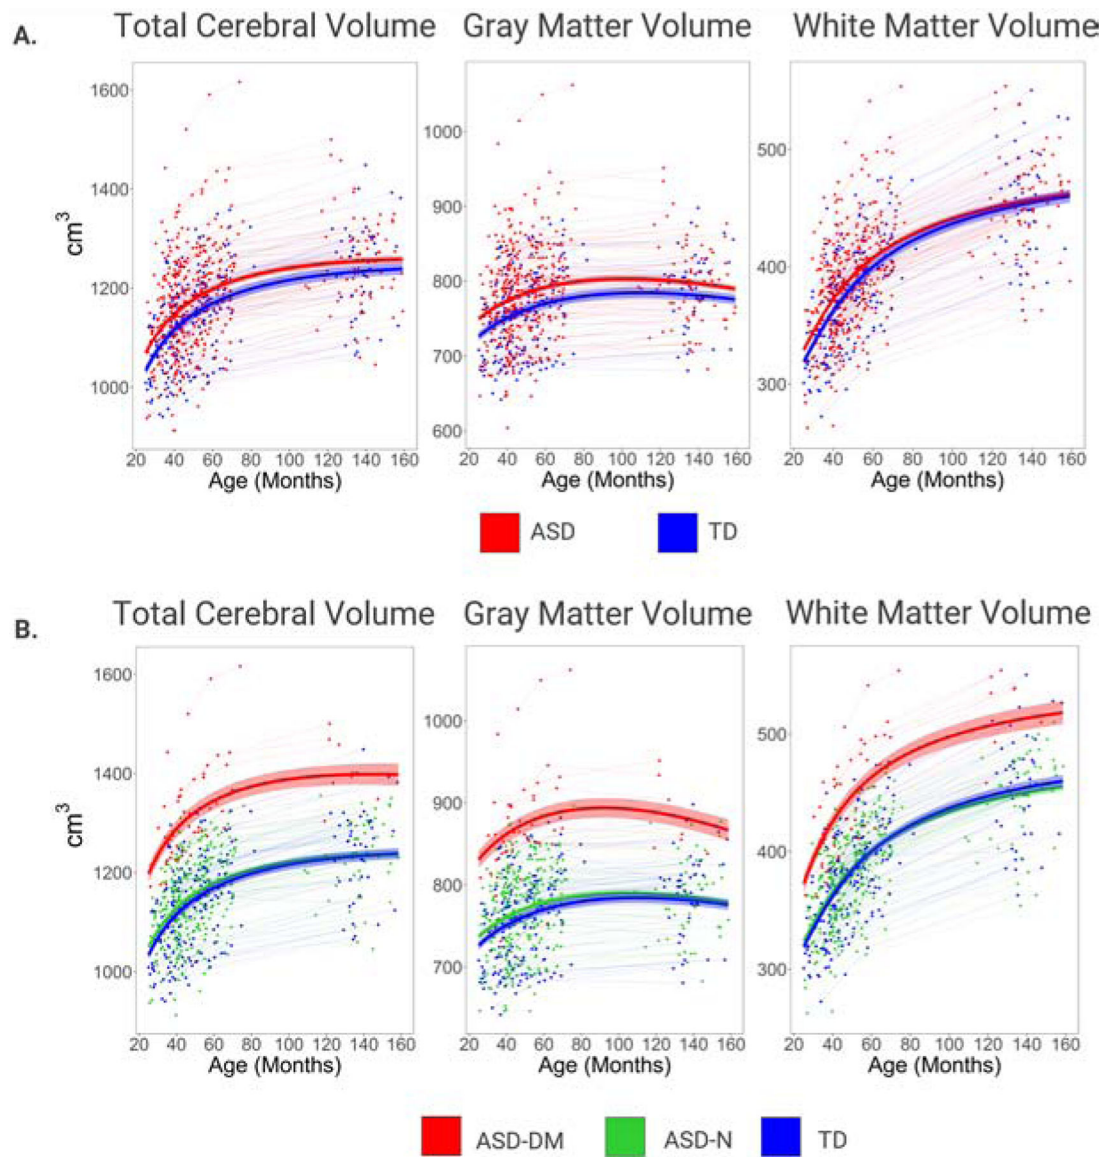 A.
Total Cerebral Volume Gray Matter Volume White Matter Volume
cm³
1600
1400
1200
1000
1000
900
800
700
600
500
400
300
20 40 60 80 100 120 140 160 20 40 60 80 100 120 140 160 20 40 60 80 100 120 140 160
Age (Months) Age (Months) Age (Months)
ASD TD
B.
Total Cerebral Volume Gray Matter Volume White Matter Volume
cm³
1600
1400
1200
1000
1000
900
800
700
500
400
300
20 40 60 80 100 120 140 160 20 40 60 80 100 120 140 160 20 40 60 80 100 120 140 160
Age (Months) Age (Months) Age (Months)
ASD-DM ASD-N TD